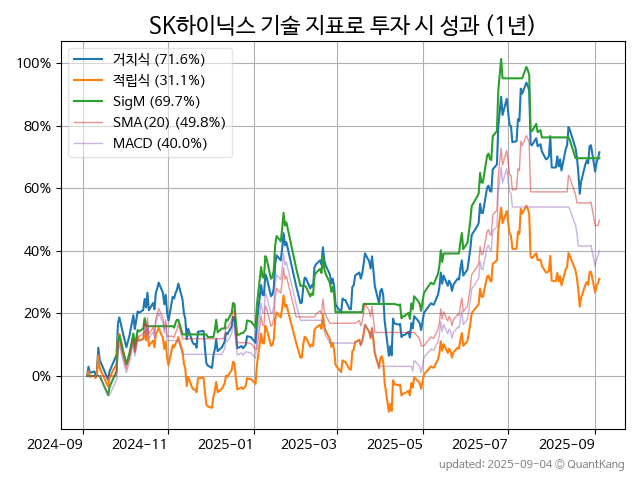 SK하이닉스 기술 지표로 투자 시 성과 (1년)
거치식 (71.6%)
적립식 (31.1%)
SigM (69.7%)
SMA(20) (49.8%)
MACD (40.0%)
100%
80%
60%
40%
20%
0%
2024-09 2024-11 2025-01 2025-03 2025-05 2025-07 2025-09
updated: 2025-09-04 © QuantKang